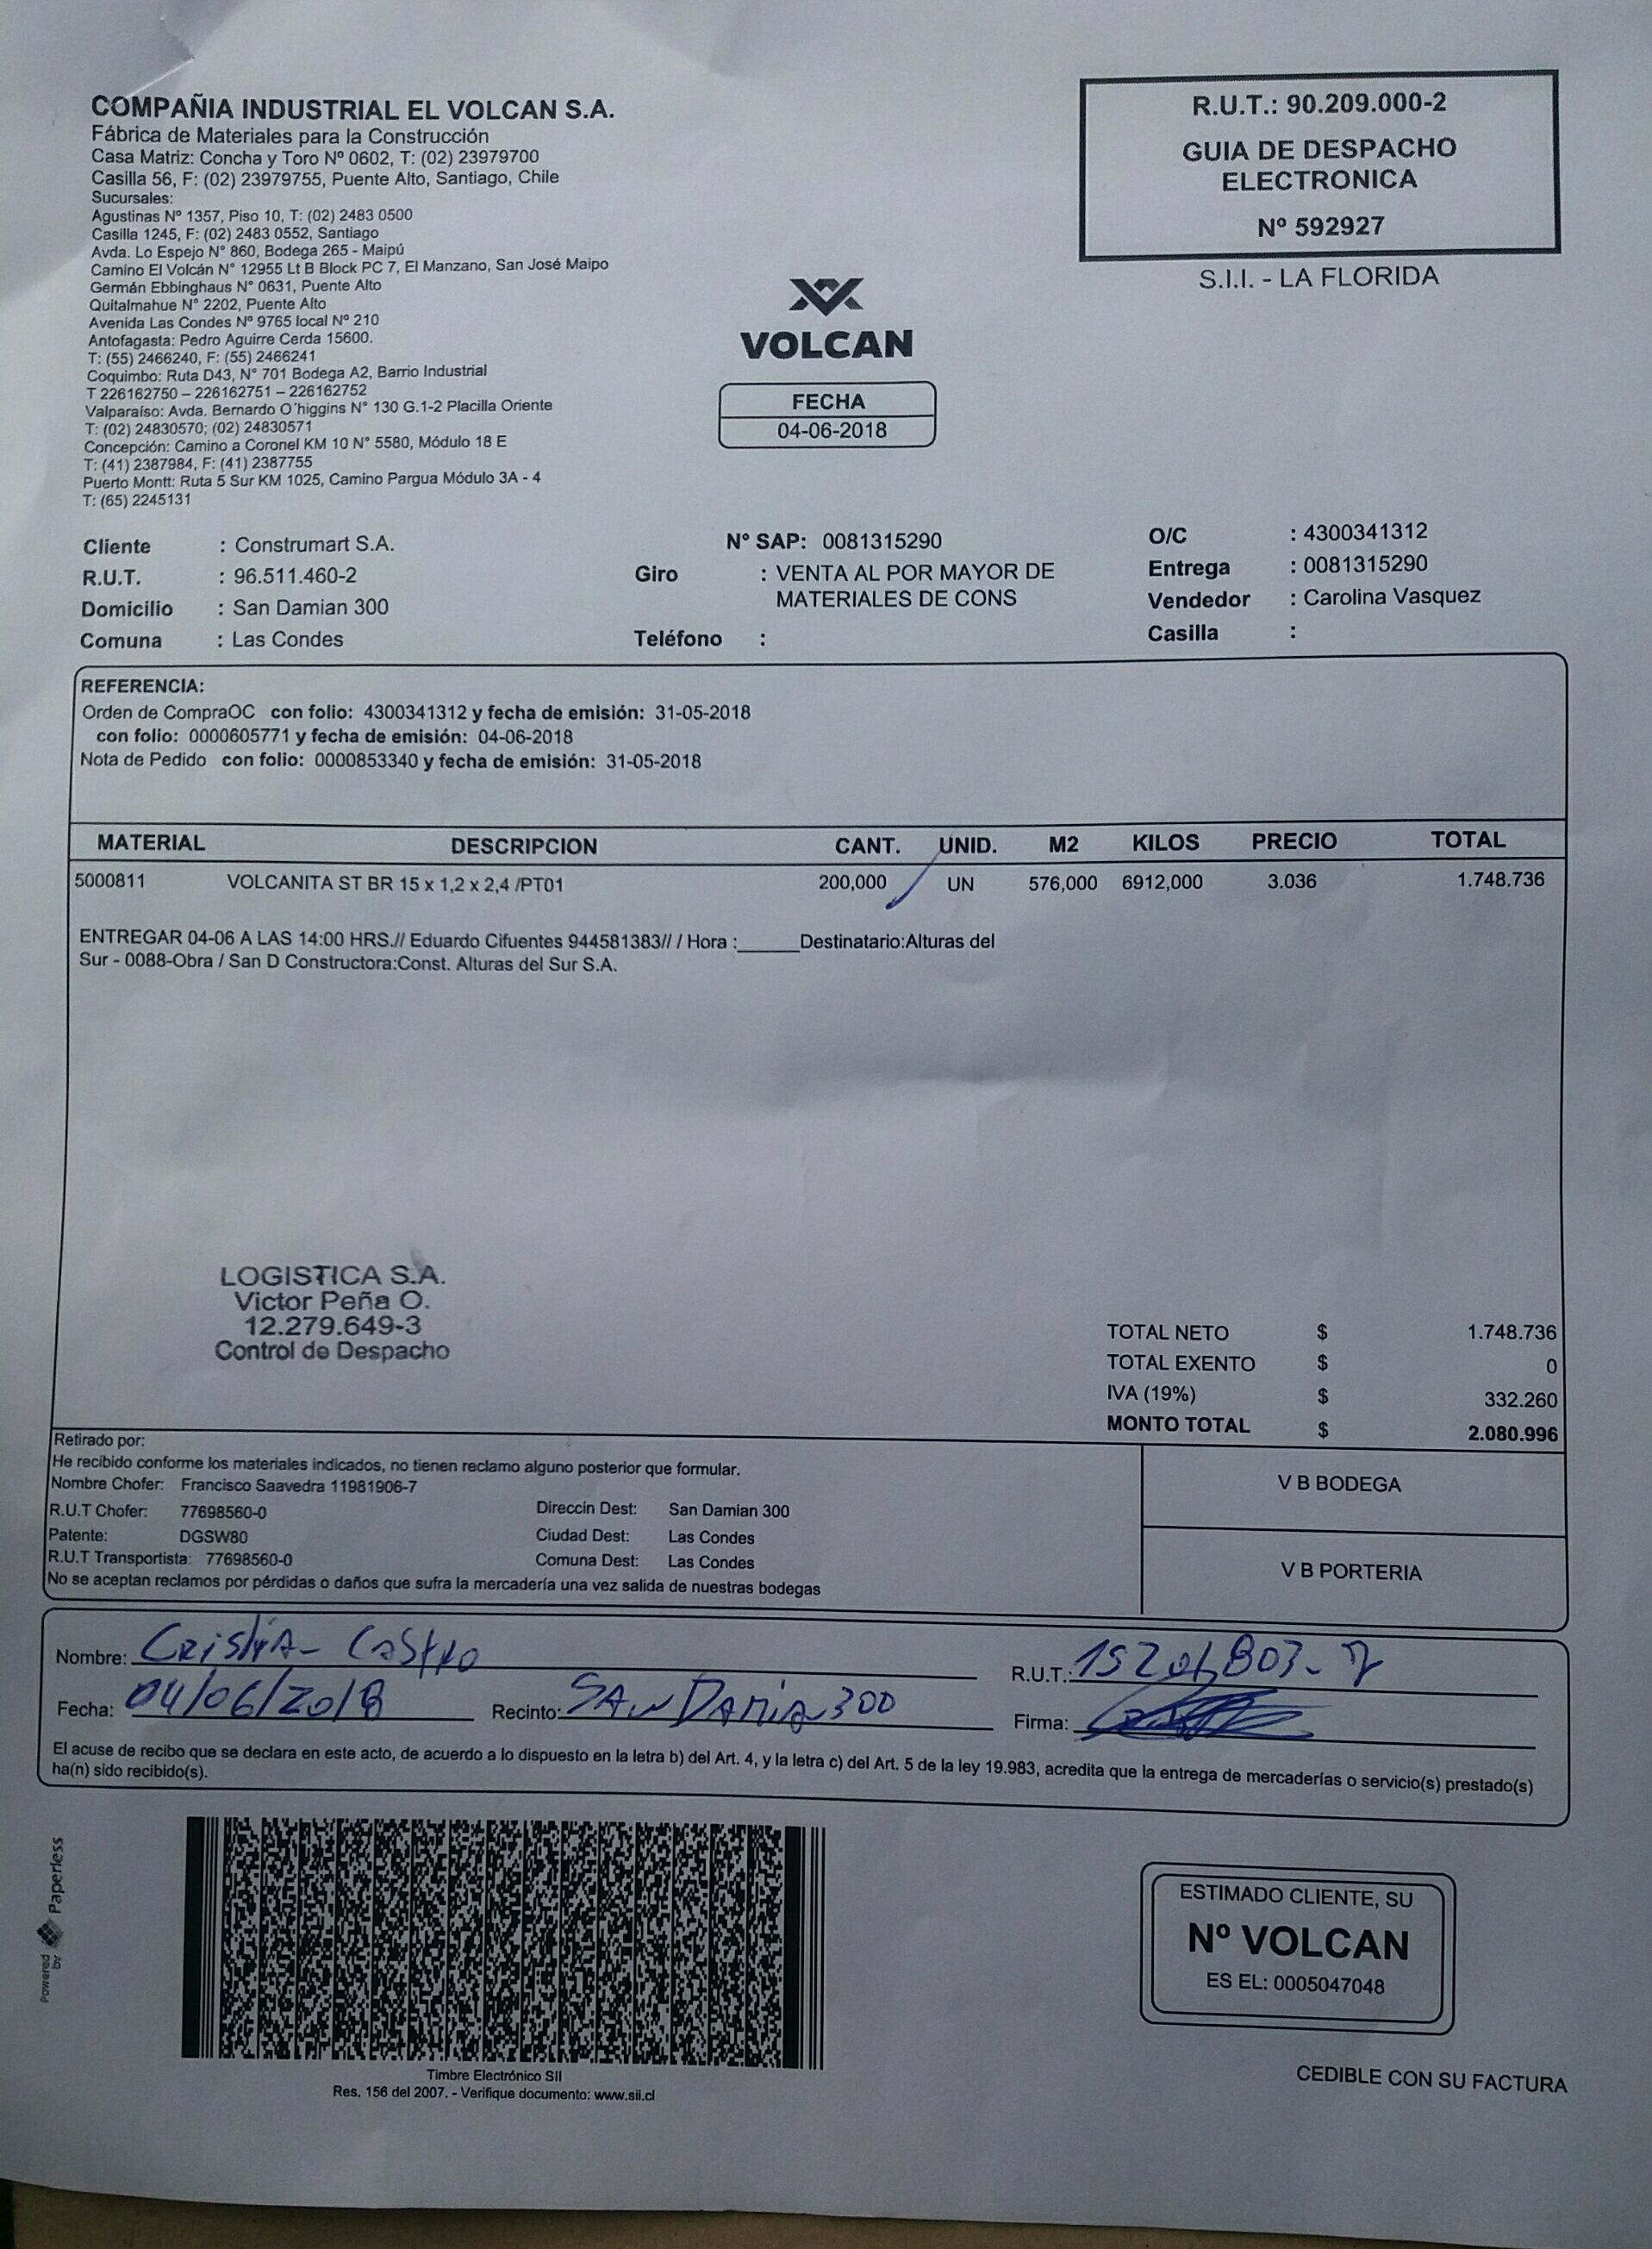 COMPAÑIA INDUSTRIAL EL VOLCAN S.A.
Fábrica de Materiales para la Construcción
Casa Matriz: Concha y Toro Nº 0602, T: (02) 23979700
Casilla 56, F: (02) 23979755, Puente Alto, Santiago, Chile
Sucursales:
Agustinas Nº 1357, Piso 10, T: (02) 2483 0500
Casilla 1245, F: (02) 2483 0552, Santiago
Avda. Lo Espejo N° 860, Bodega 265 - Maipú
Camino El Volcán N° 12955 Lt B Block PC 7, El Manzano, San José Maipo
Germán Ebbinghaus N° 0631, Puente Alto
Quitalmahue N° 2202, Puente Alto
Avenida Las Condes Nº 9765 local Nº 210
Antofagasta: Pedro Aguirre Cerda 15600.
T: (55) 2466240, F: (55) 2466241
Coquimbo: Ruta D43, N° 701 Bodega A2, Barrio Industrial
T 226162750 – 226162751 – 226162752
Valparaíso: Avda. Bernardo O´higgins N° 130 G.1-2 Placilla Oriente
T: (02) 24830570; (02) 24830571
Concepción: Camino a Coronel KM 10 N° 5580, Módulo 18 E
T: (41) 2387984, F: (41) 2387755
Puerto Montt: Ruta 5 Sur KM 1025, Camino Pargua Módulo 3A - 4
T: (65) 2245131
R.U.T.: 90.209.000-2
GUIA DE DESPACHO
ELECTRONICA
Nº 592927
S.I.I. - LA FLORIDA
VOLCAN
FECHA
04-06-2018
Cliente : Construmart S.A. N° SAP: 0081315290 O/C : 4300341312
R.U.T. : 96.511.460-2 Giro : VENTA AL POR MAYOR DE Entrega : 0081315290
Domicilio : San Damian 300 MATERIALES DE CONS Vendedor : Carolina Vasquez
Comuna : Las Condes Teléfono : Casilla :
REFERENCIA:
Orden de CompraOC con folio: 4300341312 y fecha de emisión: 31-05-2018
con folio: 0000605771 y fecha de emisión: 04-06-2018
Nota de Pedido con folio: 0000853340 y fecha de emisión: 31-05-2018
MATERIAL DESCRIPCION CANT. UNID. M2 KILOS PRECIO TOTAL
5000811 VOLCANITA ST BR 15 x 1,2 x 2,4 /PT01 200,000 UN 576,000 6912,000 3.036 1.748.736
ENTREGAR 04-06 A LAS 14:00 HRS.// Eduardo Cifuentes 944581383// / Hora :______Destinatario:Alturas del
Sur - 0088-Obra / San D Constructora:Const. Alturas del Sur S.A.
LOGISTICA S.A.
Victor Peña O.
12.279.649-3
Control de Despacho
TOTAL NETO $ 1.748.736
TOTAL EXENTO $ 0
IVA (19%) $ 332.260
MONTO TOTAL $ 2.080.996
Retirado por:
He recibido conforme los materiales indicados, no tienen reclamo alguno posterior que formular.
Nombre Chofer: Francisco Saavedra 11981906-7
R.U.T Chofer: 77698560-0 Direccin Dest: San Damian 300
Patente: DGSW80 Ciudad Dest: Las Condes
R.U.T Transportista: 77698560-0 Comuna Dest: Las Condes
No se aceptan reclamos por pérdidas o daños que sufra la mercadería una vez salida de nuestras bodegas
V B BODEGA
V B PORTERIA
Nombre: Cristian Castro R.U.T.:
Fecha: 04/06/2018 Recinto: San Damian 300 Firma:
El acuse de recibo que se declara en este acto, de acuerdo a lo dispuesto en la letra b) del Art. 4, y la letra c) del Art. 5 de la ley 19.983, acredita que la entrega de mercaderías o servicio(s) prestado(s)
ha(n) sido recibido(s).
Powered by Paperless
Timbre Electrónico SII
Res. 156 del 2007. - Verifique documento: www.sii.cl
ESTIMADO CLIENTE, SU
Nº VOLCAN
ES EL: 0005047048
CEDIBLE CON SU FACTURA